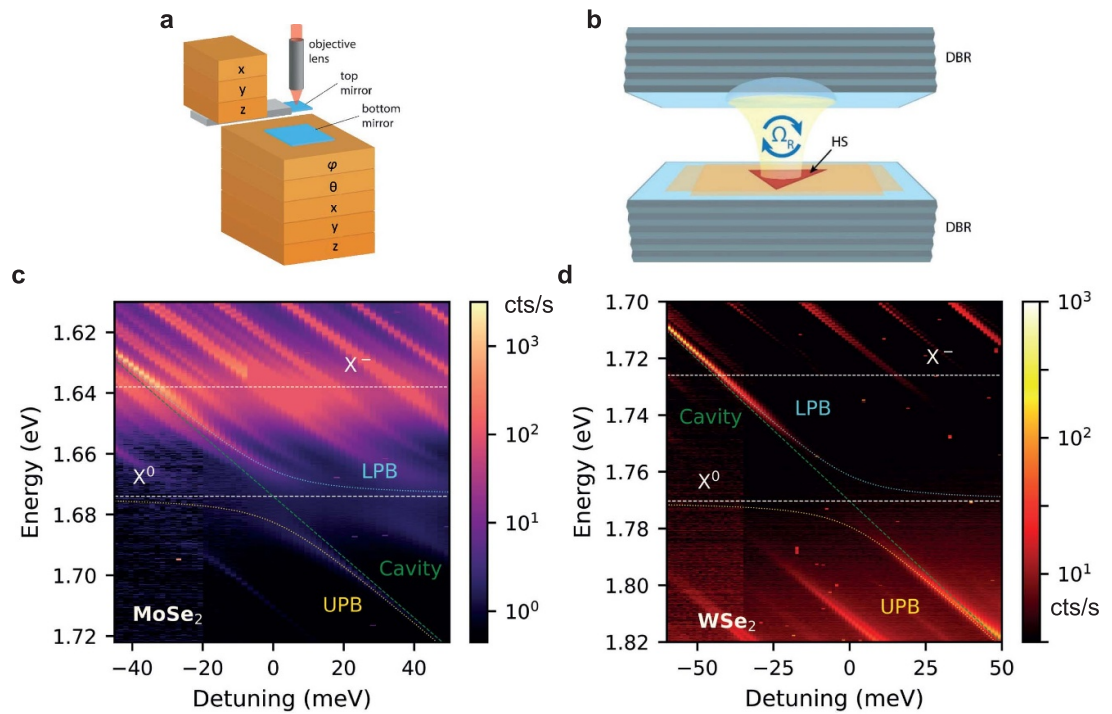 a
x
y
z
objective
lens
top
mirror
bottom
mirror
φ
θ
x
y
z
b
DBR
Ω_R
HS
DBR
c
cts/s
1.62
1.64
1.66
1.68
1.70
1.72
Energy (eV)
X⁻
X⁰
LPB
Cavity
UPB
MoSe₂
−40
−20
0
20
40
Detuning (meV)
10³
10²
10¹
10⁰
d
1.70
1.72
1.74
1.76
1.78
1.80
1.82
Energy (eV)
X⁻
LPB
Cavity
X⁰
UPB
WSe₂
−50
−25
0
25
50
Detuning (meV)
10³
10²
10¹
cts/s